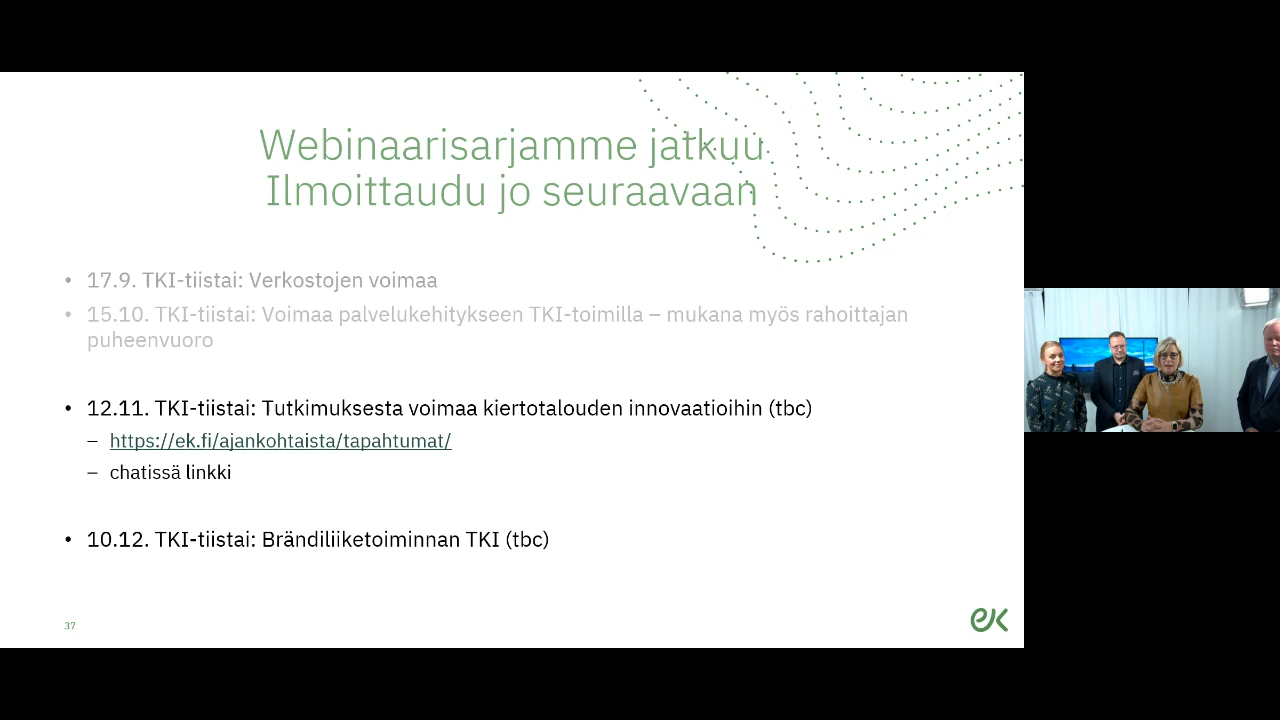 Webinaarisarjamme jatkuu
Ilmoittaudu jo seuraavaan
• 17.9. TKI-tiistai: Verkostojen voimaa
• 15.10. TKI-tiistai: Voimaa palvelukehitykseen TKI-toimilla – mukana myös rahoittajan
puheenvuoro
• 12.11. TKI-tiistai: Tutkimuksesta voimaa kiertotalouden innovaatioihin (tbc)
– https://ek.fi/ajankohtaista/tapahtumat/
– chatissä linkki
• 10.12. TKI-tiistai: Brändiliiketoiminnan TKI (tbc)
37
ek